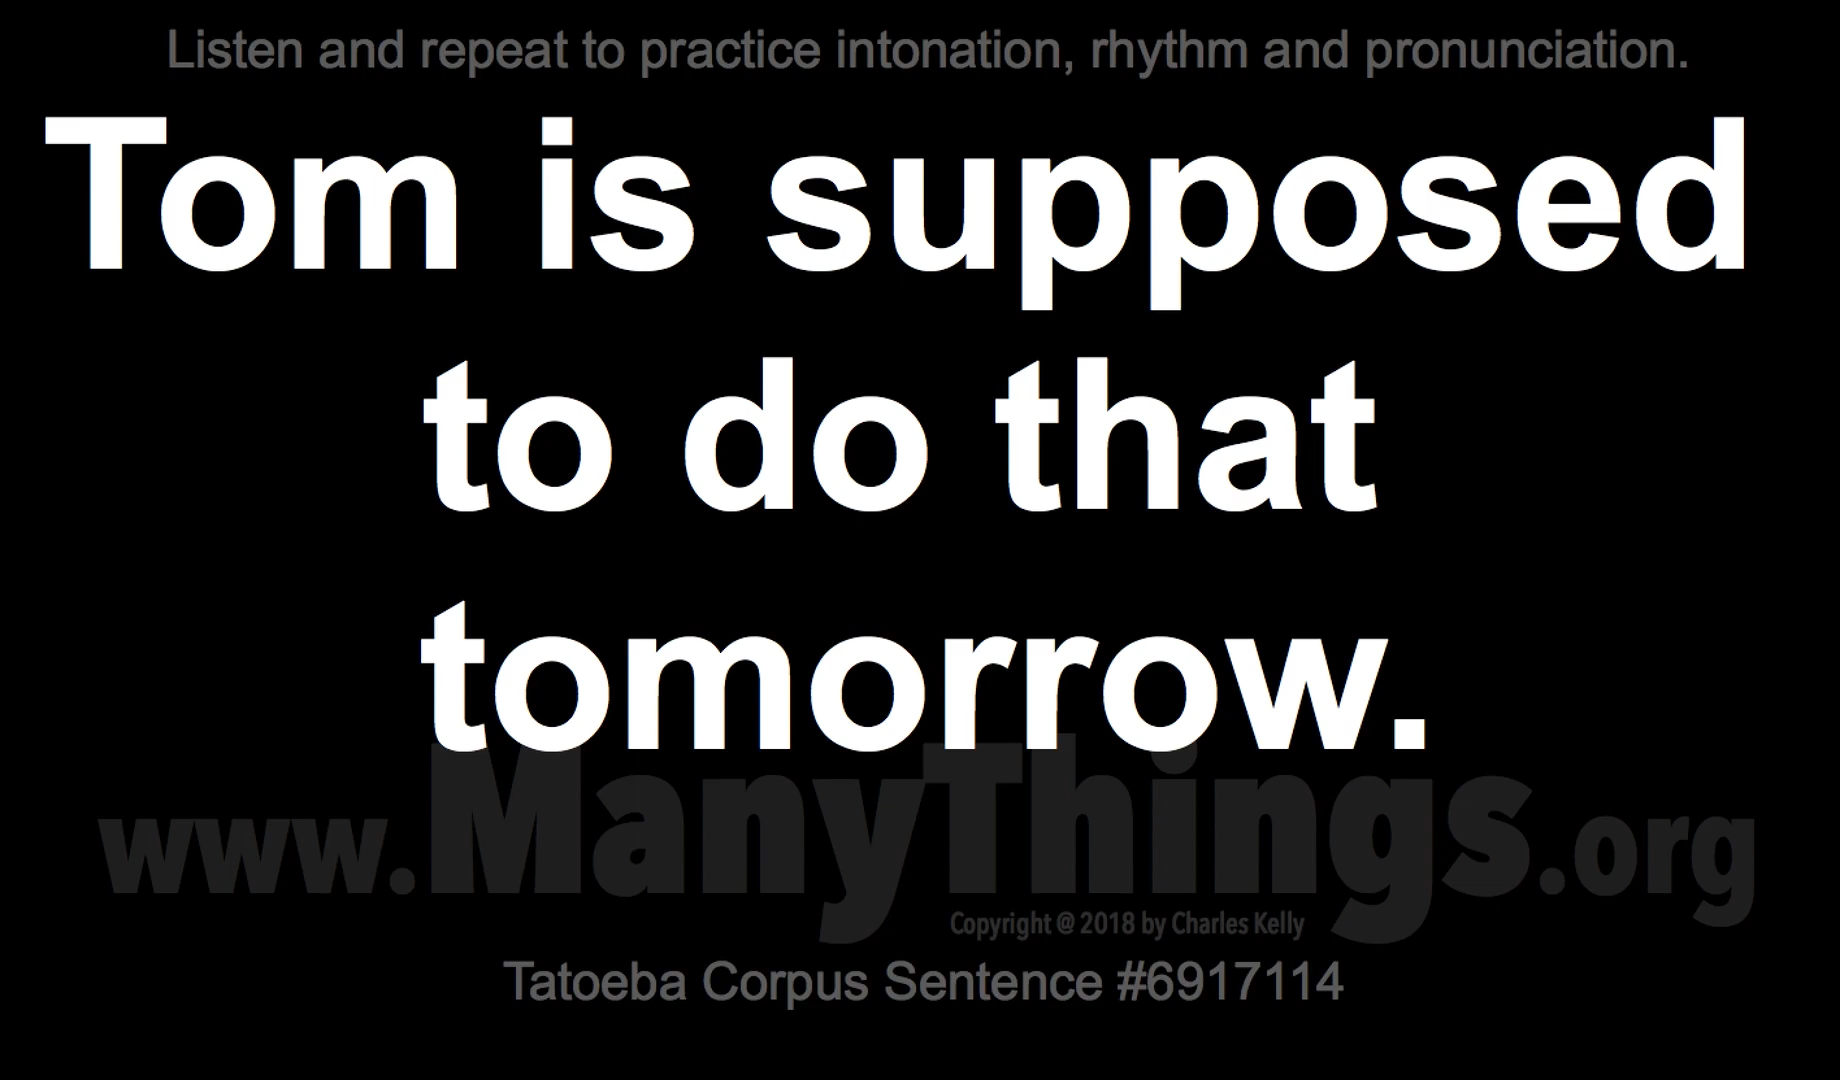 Listen and repeat to practice intonation, rhythm and pronunciation.
Tom is supposed
to do that
tomorrow.
www.ManyThings.org
Copyright @ 2018 by Charles Kelly
Tatoeba Corpus Sentence #6917114